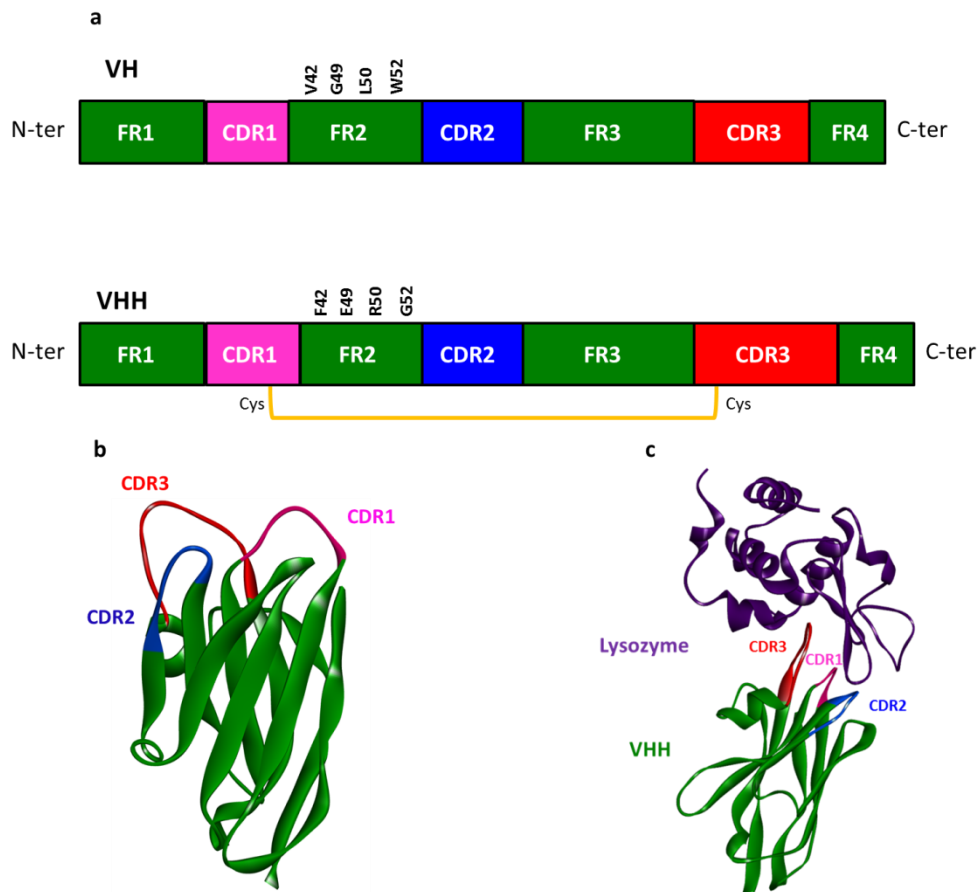 a
VH
V42 G49 L50 W52
N-ter FR1 CDR1 FR2 CDR2 FR3 CDR3 FR4 C-ter
VHH
F42 E49 R50 G52
N-ter FR1 CDR1 FR2 CDR2 FR3 CDR3 FR4 C-ter
Cys Cys
b
CDR3
CDR1
CDR2
c
Lysozyme
CDR3
CDR1
CDR2
VHH